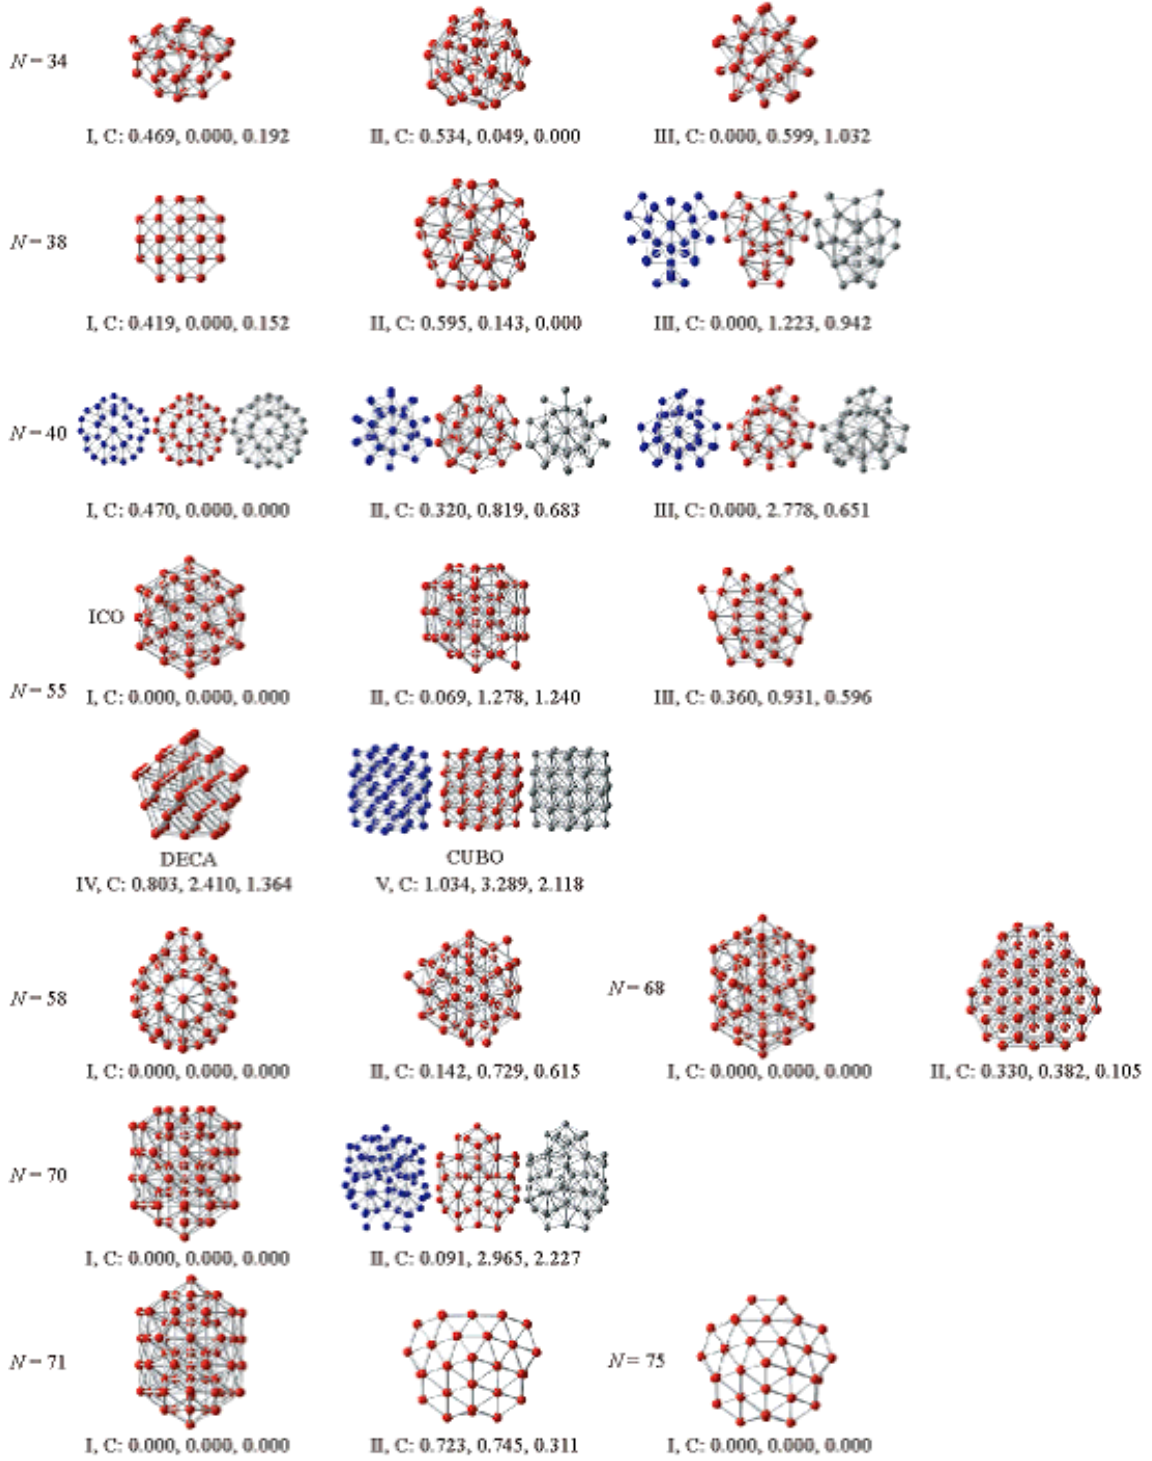 N = 34
I, C: 0.469, 0.000, 0.192
II, C: 0.534, 0.049, 0.000
III, C: 0.000, 0.599, 1.032
N = 38
I, C: 0.419, 0.000, 0.152
II, C: 0.595, 0.143, 0.000
III, C: 0.000, 1.223, 0.942
N = 40
I, C: 0.470, 0.000, 0.000
II, C: 0.320, 0.819, 0.683
III, C: 0.000, 2.778, 0.651
N = 55
ICO
I, C: 0.000, 0.000, 0.000
II, C: 0.069, 1.278, 1.240
III, C: 0.360, 0.931, 0.596
DECA
IV, C: 0.803, 2.410, 1.364
CUBO
V, C: 1.034, 3.289, 2.118
N = 58
I, C: 0.000, 0.000, 0.000
II, C: 0.142, 0.729, 0.615
N = 68
I, C: 0.000, 0.000, 0.000
II, C: 0.330, 0.382, 0.105
N = 70
I, C: 0.000, 0.000, 0.000
II, C: 0.091, 2.965, 2.227
N = 71
I, C: 0.000, 0.000, 0.000
II, C: 0.723, 0.745, 0.311
N = 75
I, C: 0.000, 0.000, 0.000